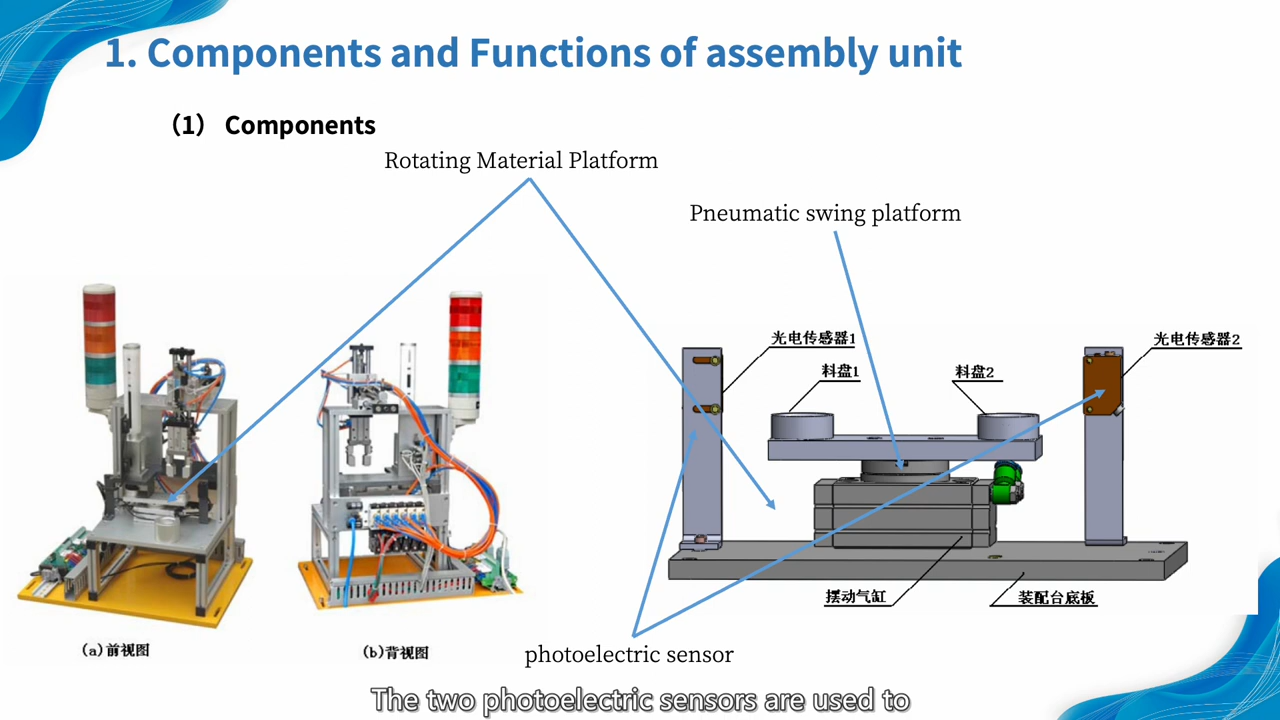 1. Components and Functions of assembly unit
（1） Components
Rotating Material Platform
Pneumatic swing platform
光电传感器1
光电传感器2
料盘1
料盘2
摆动气缸
装配台底板
(a)前视图
(b)背视图
photoelectric sensor
The two photoelectric sensors are used to